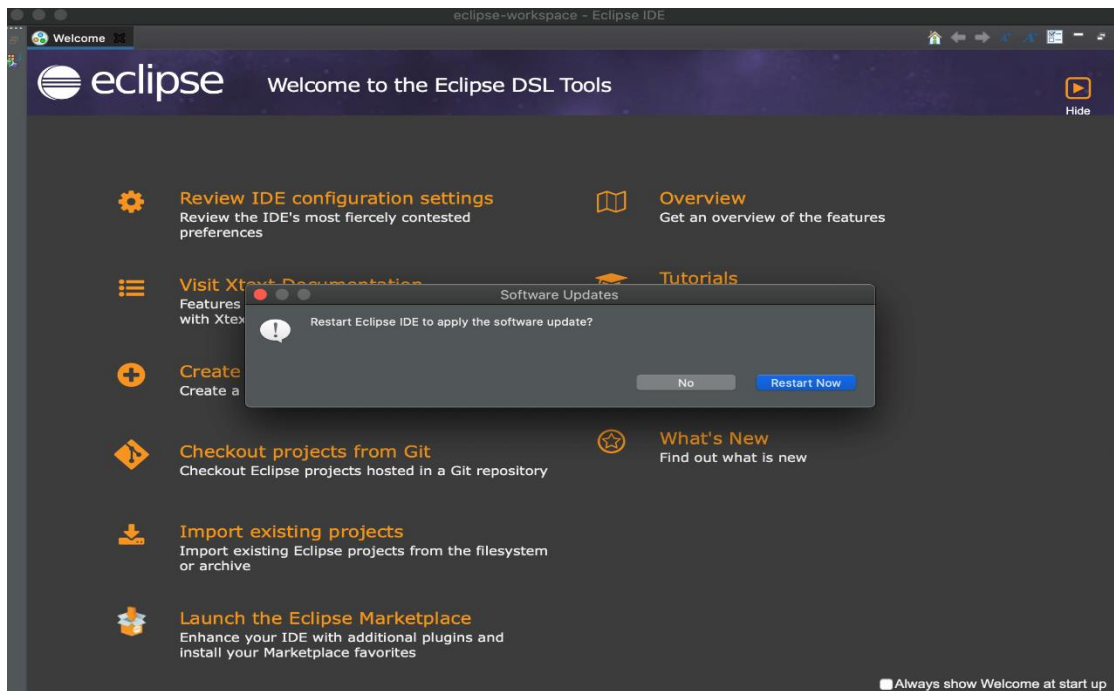 eclipse-workspace - Eclipse IDE
Welcome
eclipse
Welcome to the Eclipse DSL Tools
Hide
Review IDE configuration settings
Review the IDE's most fiercely contested
preferences
Overview
Get an overview of the features
Visit Xtext Documentation
Features
with Xtex
Tutorials
Software Updates
Restart Eclipse IDE to apply the software update?
No
Restart Now
Create
Create a
Checkout projects from Git
Checkout Eclipse projects hosted in a Git repository
What's New
Find out what is new
Import existing projects
Import existing Eclipse projects from the filesystem
or archive
Launch the Eclipse Marketplace
Enhance your IDE with additional plugins and
install your Marketplace favorites
Always show Welcome at start up